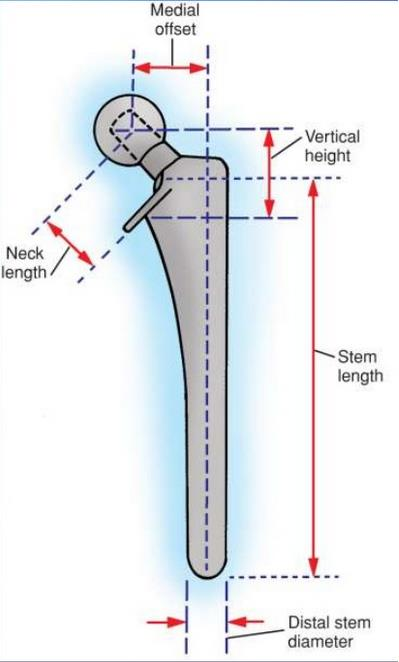 Medial
offset
Vertical
height
Neck
length
Stem
length
Distal stem
diameter